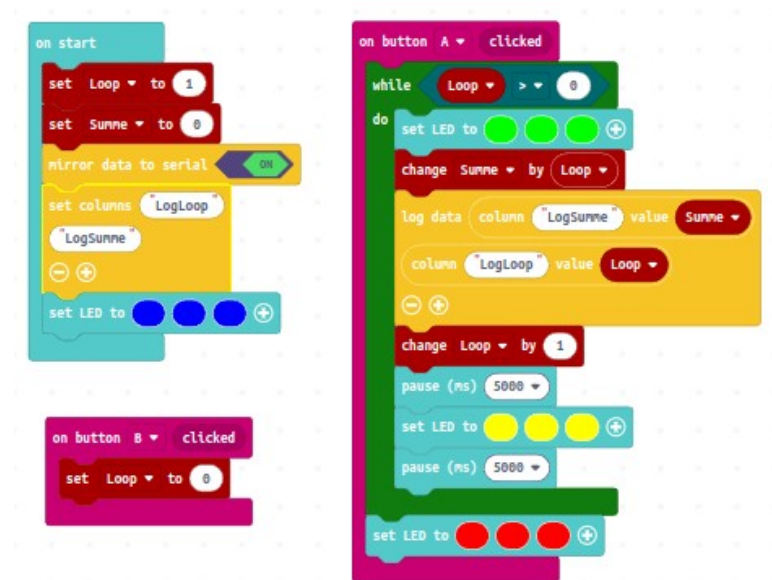 on start
set Loop to 1
set Summe to 0
mirror data to serial ON
set columns "LogLoop"
"LogSumme"
set LED to
on button B clicked
set Loop to 0
on button A clicked
while Loop > 0
do
set LED to
change Summe by Loop
log data column "LogSumme" value Summe
column "LogLoop" value Loop
change Loop by 1
pause (ms) 5000
set LED to
pause (ms) 5000
set LED to